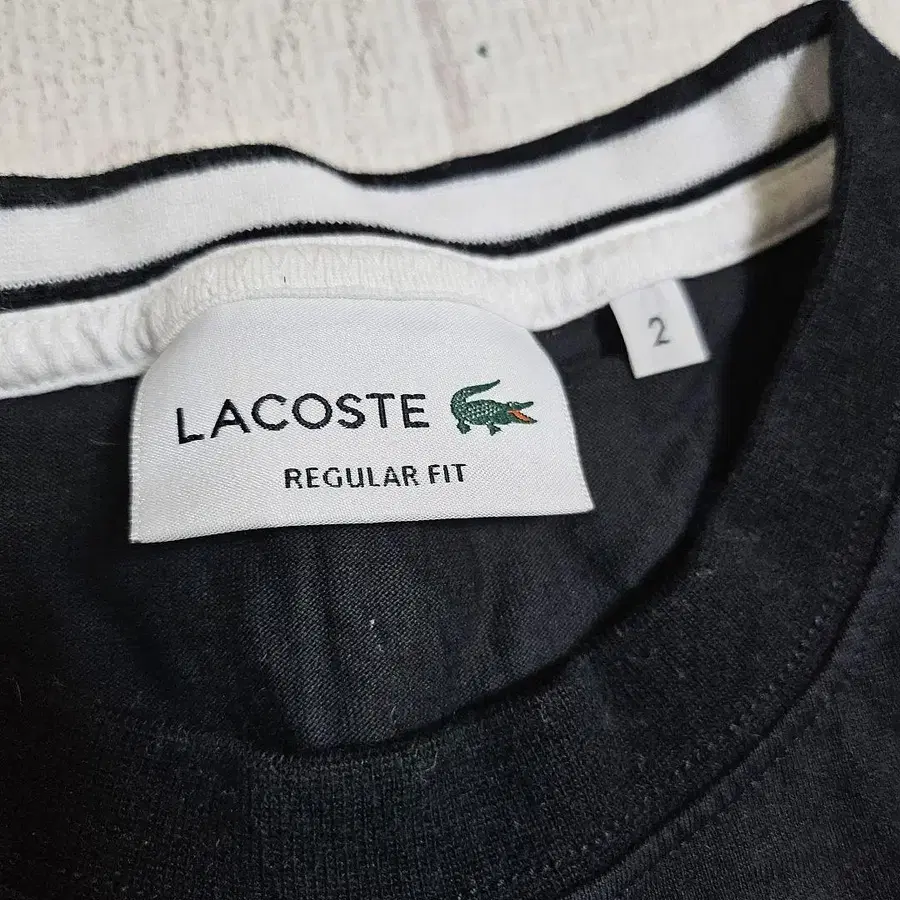 LACOSTE
REGULAR FIT
2